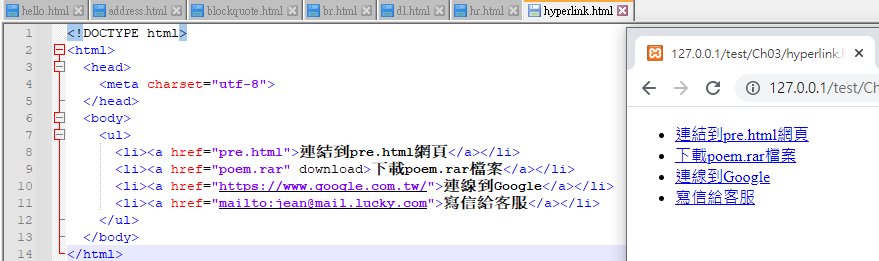 hello.html address.html blockquote.html br.html dl.html hr.html hyperlink.html
1 <!DOCTYPE html>
2 <html>
3 <head>
4 <meta charset="utf-8">
5 </head>
6 <body>
7 <ul>
8 <li><a href="pre.html">連結到pre.html網頁</a></li>
9 <li><a href="poem.rar" download>下載poem.rar檔案</a></li>
10 <li><a href="https://www.google.com.tw/">連線到Google</a></li>
11 <li><a href="mailto:jean@mail.lucky.com">寫信給客服</a></li>
12 </ul>
13 </body>
14 </html>
127.0.0.1/test/Ch03/hyperlink.h
127.0.0.1/test/Ch
連結到pre.html網頁
下載poem.rar檔案
連線到Google
寫信給客服